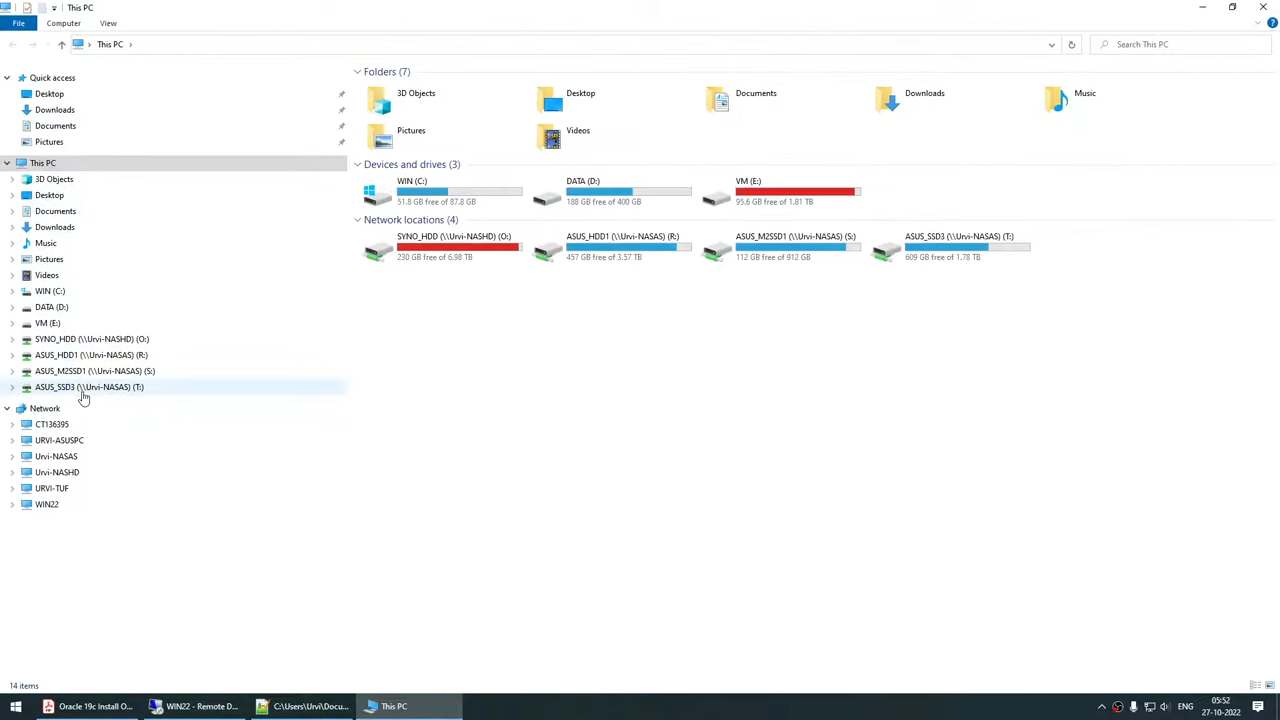 This PC
File
Computer
View
This PC
Search This PC
Quick access
Desktop
Downloads
Documents
Pictures
This PC
3D Objects
Desktop
Documents
Downloads
Music
Pictures
Videos
WIN (C:)
DATA (D:)
VM (E:)
SYNO_HDD (\\Urvi-NASHD) (O:)
ASUS_HDD1 (\\Urvi-NASAS) (R:)
ASUS_M2SSD1 (\\Urvi-NASAS) (S:)
ASUS_SSD3 (\\Urvi-NASAS) (T:)
Network
CT136395
URVI-ASUSPC
Urvi-NASAS
Urvi-NASHD
URVI-TUF
WIN22
Folders (7)
3D Objects
Desktop
Documents
Downloads
Music
Pictures
Videos
Devices and drives (3)
WIN (C:)
51.8 GB free of 87.8 GB
DATA (D:)
188 GB free of 400 GB
VM (E:)
95.6 GB free of 1.81 TB
Network locations (4)
SYNO_HDD (\\Urvi-NASHD) (O:)
230 GB free of 6.98 TB
ASUS_HDD1 (\\Urvi-NASAS) (R:)
457 GB free of 3.57 TB
ASUS_M2SSD1 (\\Urvi-NASAS) (S:)
112 GB free of 912 GB
ASUS_SSD3 (\\Urvi-NASAS) (T:)
609 GB free of 1.78 TB
14 items
Oracle 19c Install O...
WIN22 - Remote D...
C:\Users\Urvi\Docu...
This PC
ENG
05:52
27-10-2022